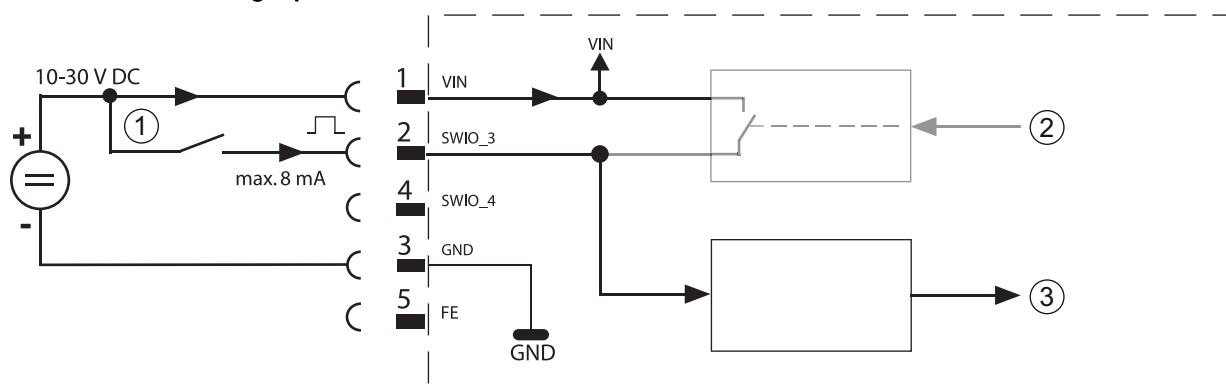 VIN
10-30 V DC
1 VIN
①
+
2 SWIO_3
②
max. 8 mA
4 SWIO_4
-
3 GND
③
5 FE
GND